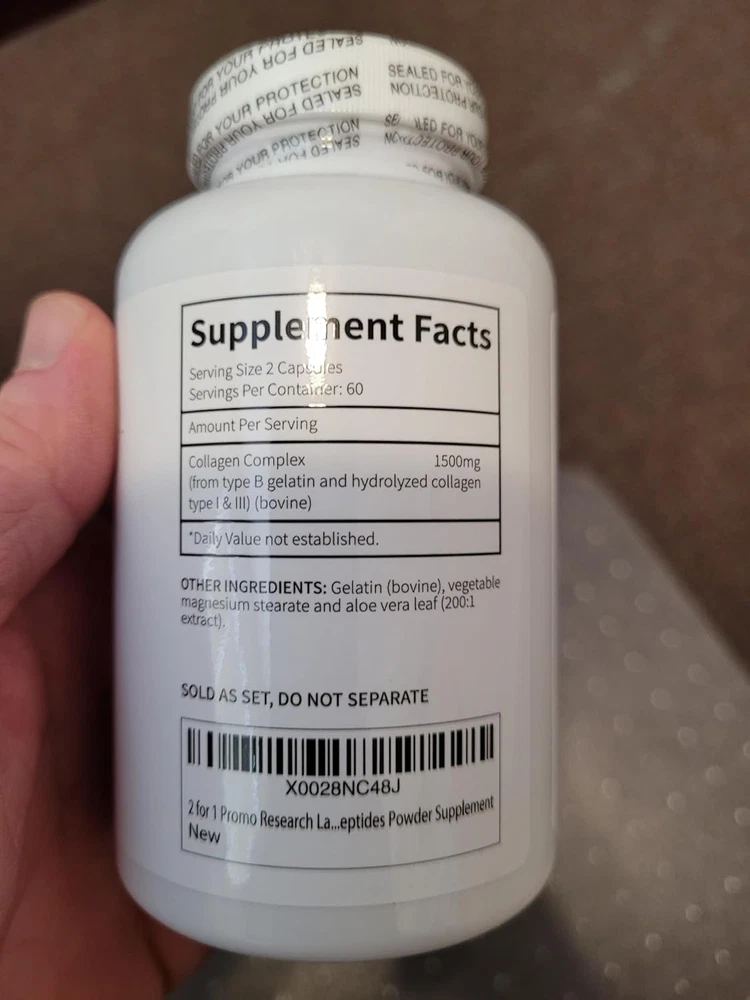 YOUR PROTECTION SEALED FOR
YOUR PROTECTION
SEALED FOR YOUR
YOUR PROTECTION
Supplement Facts
Serving Size 2 Capsules
Servings Per Container: 60
Amount Per Serving
Collagen Complex 1500mg
(from type B gelatin and hydrolyzed collagen
type I & III) (bovine)
*Daily Value not established.
OTHER INGREDIENTS: Gelatin (bovine), vegetable
magnesium stearate and aloe vera leaf (200:1
extract).
SOLD AS SET, DO NOT SEPARATE
X0028NC48J
2 for 1 Promo Research La...eptides Powder Supplement
New